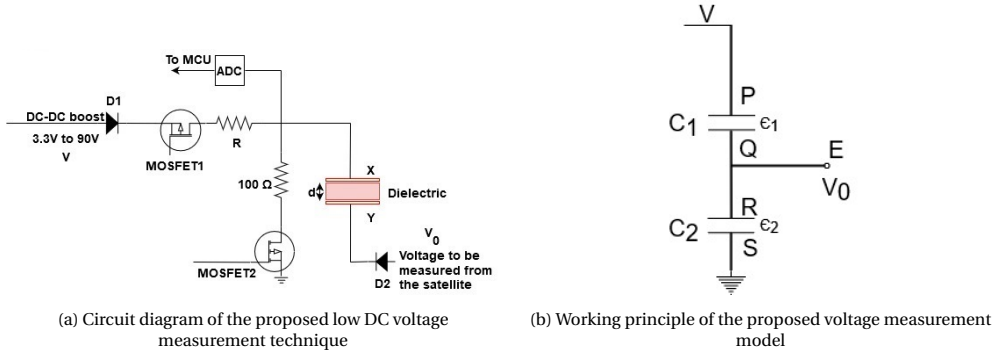 To MCU
ADC
D1
DC-DC boost
3.3V to 90V
V
MOSFET1
R
100 Ω
X
d
Dielectric
Y
V0
Voltage to be
measured from
the satellite
D2
MOSFET2
(a) Circuit diagram of the proposed low DC voltage
measurement technique
V
P
C1
ϵ1
Q
E
V0
R
C2
ϵ2
S
(b) Working principle of the proposed voltage measurement
model